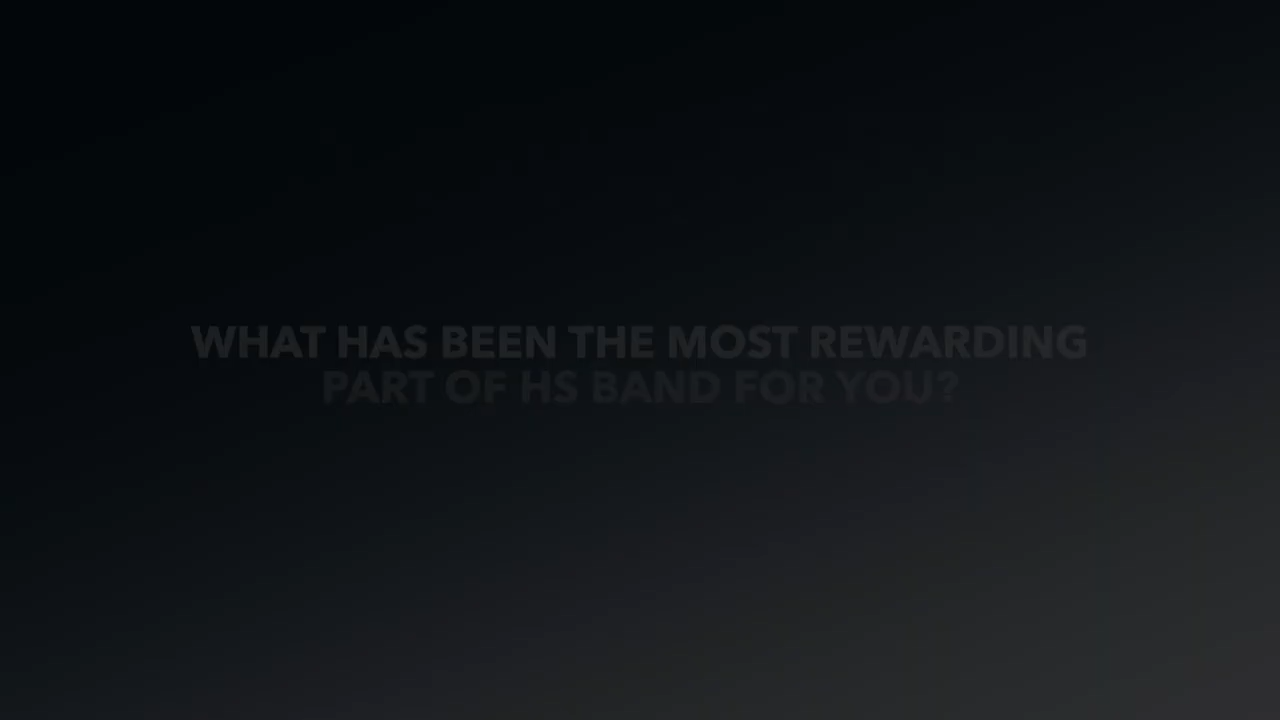 WHAT HAS BEEN THE MOST REWARDING
PART OF HS BAND FOR YOU?